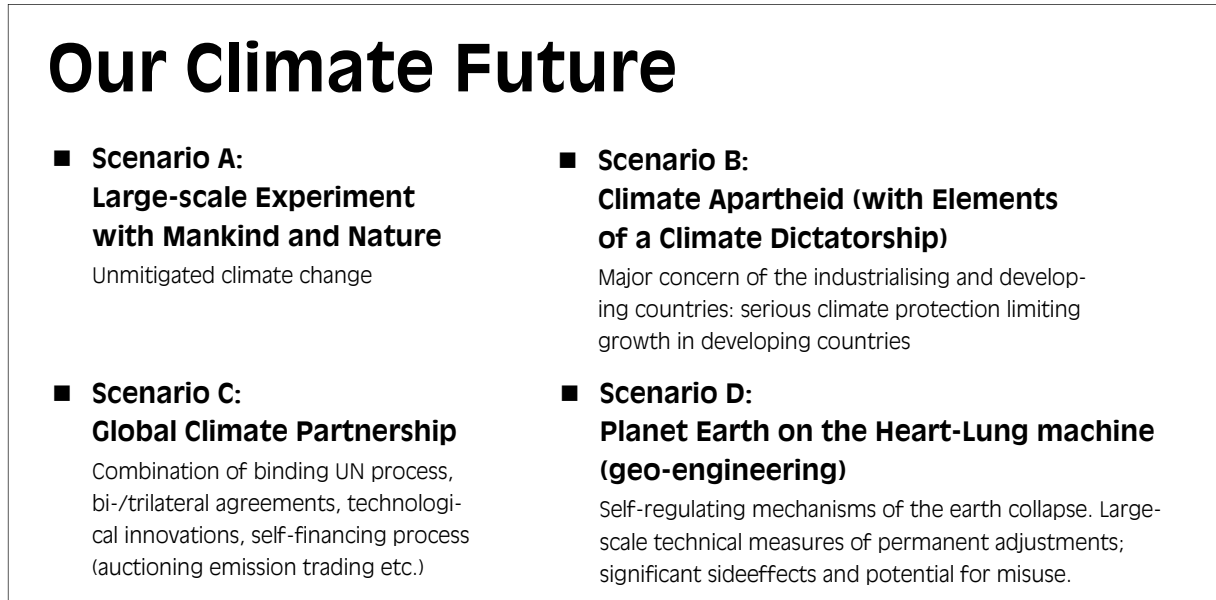 Our Climate Future
■ Scenario A:
Large-scale Experiment
with Mankind and Nature
Unmitigated climate change
■ Scenario B:
Climate Apartheid (with Elements
of a Climate Dictatorship)
Major concern of the industrialising and develop-
ing countries: serious climate protection limiting
growth in developing countries
■ Scenario C:
Global Climate Partnership
Combination of binding UN process,
bi-/trilateral agreements, technologi-
cal innovations, self-financing process
(auctioning emission trading etc.)
■ Scenario D:
Planet Earth on the Heart-Lung machine
(geo-engineering)
Self-regulating mechanisms of the earth collapse. Large-
scale technical measures of permanent adjustments;
significant sideeffects and potential for misuse.